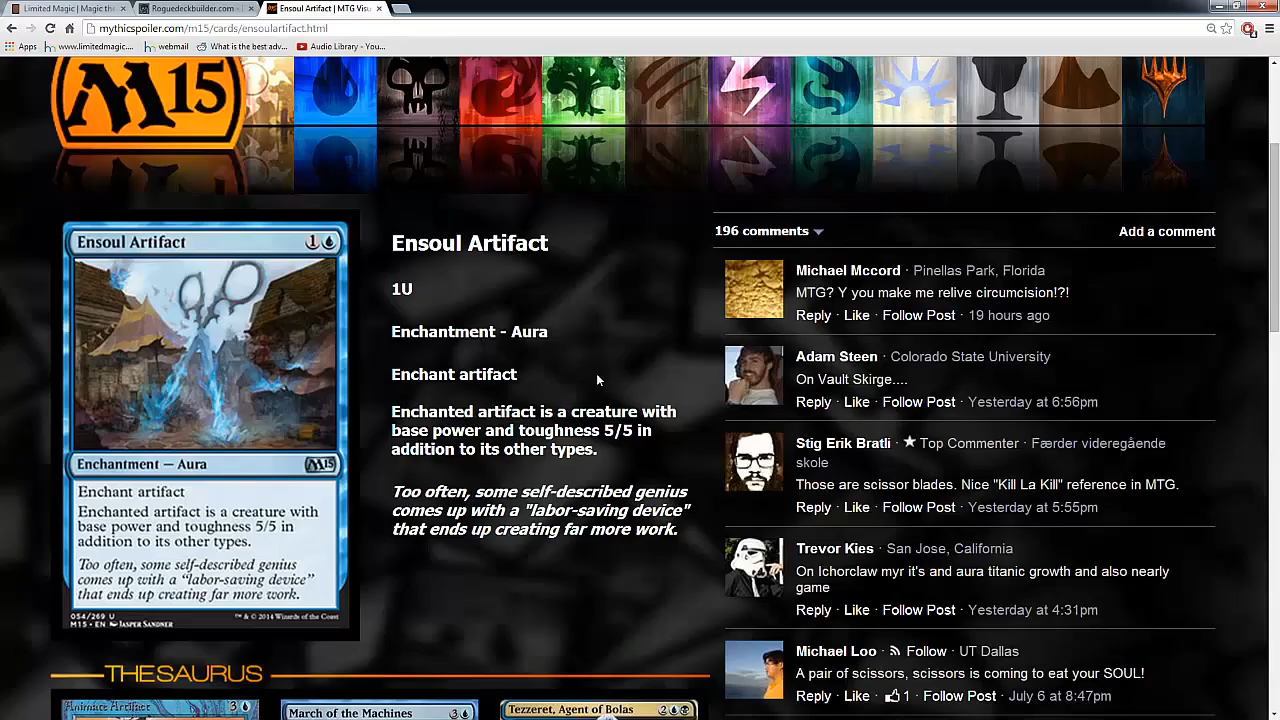 Limited Magic | Magic the
Roguedeckbuilder.com -
Ensoul Artifact | MTG Visu
mythicspoiler.com/m15/cards/ensoulartifact.html
Apps
www.limitedmagic....
webmail
What is the best adv...
Audio Library - You...
M15
Ensoul Artifact
1
Enchantment — Aura
M15
Enchant artifact
Enchanted artifact is a creature with
base power and toughness 5/5 in
addition to its other types.
Too often, some self-described genius
comes up with a "labor-saving device"
that ends up creating far more work.
054/269 U
M15 • EN JASPER SANDNER
™ & © 2014 Wizards of the Coast
Ensoul Artifact
1U
Enchantment - Aura
Enchant artifact
Enchanted artifact is a creature with
base power and toughness 5/5 in
addition to its other types.
Too often, some self-described genius
comes up with a "labor-saving device"
that ends up creating far more work.
196 comments
Add a comment
Michael Mccord · Pinellas Park, Florida
MTG? Y you make me relive circumcision!?!
Reply · Like · Follow Post · 19 hours ago
Adam Steen · Colorado State University
On Vault Skirge....
Reply · Like · Follow Post · Yesterday at 6:56pm
Stig Erik Bratli · ★ Top Commenter · Færder videregående
skole
Those are scissor blades. Nice "Kill La Kill" reference in MTG.
Reply · Like · Follow Post · Yesterday at 5:55pm
Trevor Kies · San Jose, California
On Ichorclaw myr it's and aura titanic growth and also nearly
game
Reply · Like · Follow Post · Yesterday at 4:31pm
Michael Loo · Follow · UT Dallas
A pair of scissors, scissors is coming to eat your SOUL!
Reply · Like · 1 · Follow Post · July 6 at 8:47pm
THESAURUS
Animate Artifact
3
March of the Machines
3
Tezzeret, Agent of Bolas
2